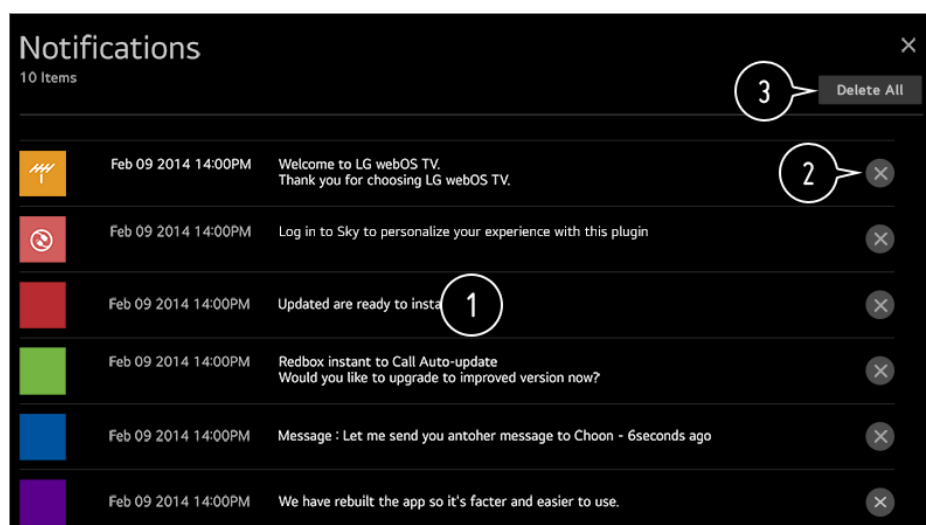 Notifications
10 Items
3
Delete All
Feb 09 2014 14:00PM
Welcome to LG webOS TV.
Thank you for choosing LG webOS TV.
2
Feb 09 2014 14:00PM
Log in to Sky to personalize your experience with this plugin
Feb 09 2014 14:00PM
Updated are ready to insta
1
Feb 09 2014 14:00PM
Redbox instant to Call Auto-update
Would you like to upgrade to improved version now?
Feb 09 2014 14:00PM
Message : Let me send you antoher message to Choon - 6seconds ago
Feb 09 2014 14:00PM
We have rebuilt the app so it's facter and easier to use.